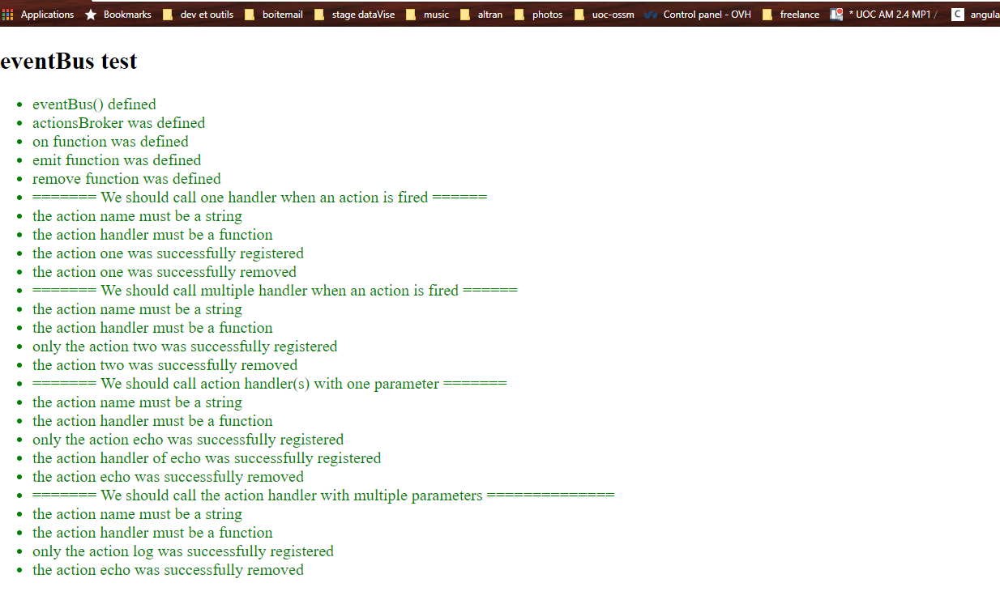 Applications Bookmarks dev et outils boitemail stage dataVise music altran photos uoc-ossm Control panel - OVH freelance * UOC AM 2.4 MP1 / C angula
eventBus test
eventBus() defined
actionsBroker was defined
on function was defined
emit function was defined
remove function was defined
======= We should call one handler when an action is fired ======
the action name must be a string
the action handler must be a function
the action one was successfully registered
the action one was successfully removed
======= We should call multiple handler when an action is fired ======
the action name must be a string
the action handler must be a function
only the action two was successfully registered
the action two was successfully removed
======= We should call action handler(s) with one parameter =======
the action name must be a string
the action handler must be a function
only the action echo was successfully registered
the action handler of echo was successfully registered
the action echo was successfully removed
======= We should call the action handler with multiple parameters ==============
the action name must be a string
the action handler must be a function
only the action log was successfully registered
the action echo was successfully removed